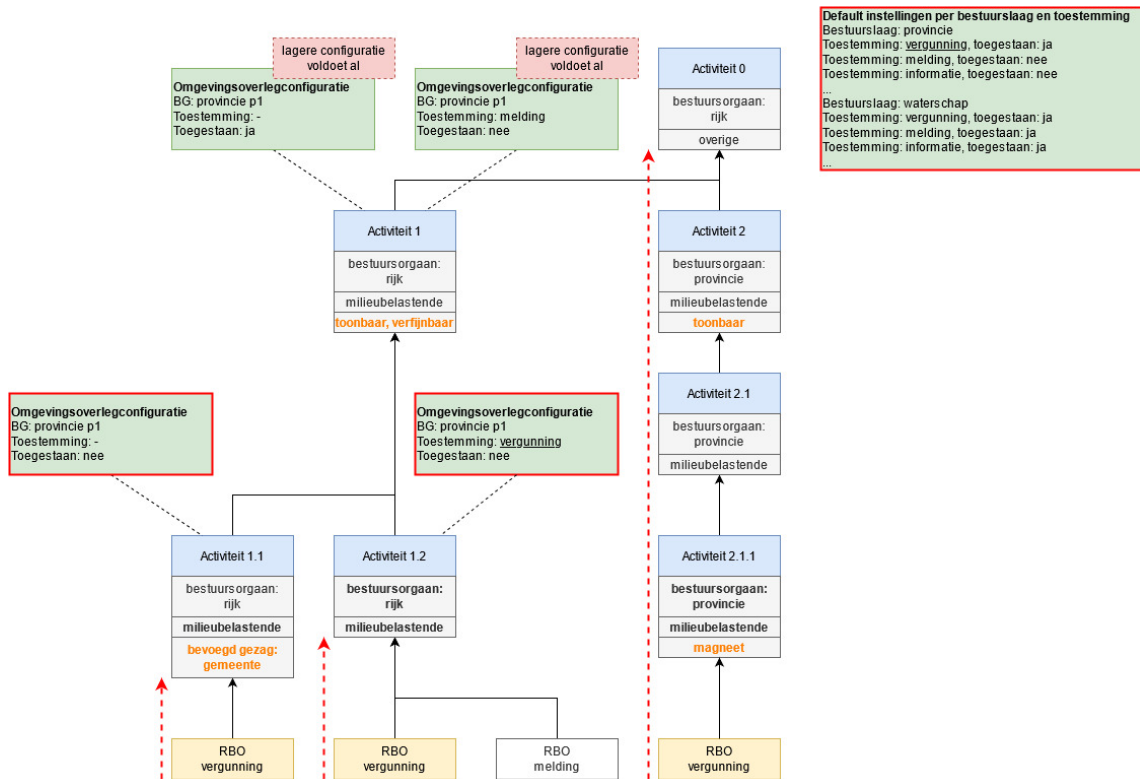 lagere configuratie
voldoet al
lagere configuratie
voldoet al
Omgevingsoverlegconfiguratie
BG: provincie p1
Toestemming: -
Toegestaan: ja
Omgevingsoverlegconfiguratie
BG: provincie p1
Toestemming: melding
Toegestaan: nee
Activiteit 0
bestuursorgaan:
rijk
overige
Default instellingen per bestuurslaag en toestemming
Bestuurslaag: provincie
Toestemming: vergunning, toegestaan: ja
Toestemming: melding, toegestaan: nee
Toestemming: informatie, toegestaan: nee
...
Bestuurslaag: waterschap
Toestemming: vergunning, toegestaan: ja
Toestemming: melding, toegestaan: ja
Toestemming: informatie, toegestaan: ja
...
Activiteit 1
bestuursorgaan:
rijk
milieubelastende
toonbaar, verfijnbaar
Activiteit 2
bestuursorgaan:
provincie
milieubelastende
toonbaar
Activiteit 2.1
bestuursorgaan:
provincie
milieubelastende
Omgevingsoverlegconfiguratie
BG: provincie p1
Toestemming: -
Toegestaan: nee
Omgevingsoverlegconfiguratie
BG: provincie p1
Toestemming: vergunning
Toegestaan: nee
Activiteit 1.1
bestuursorgaan:
rijk
milieubelastende
bevoegd gezag:
gemeente
Activiteit 1.2
bestuursorgaan:
rijk
milieubelastende
Activiteit 2.1.1
bestuursorgaan:
provincie
milieubelastende
magneet
RBO
vergunning
RBO
vergunning
RBO
melding
RBO
vergunning